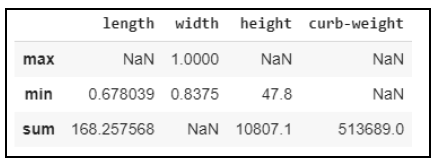 length width height curb-weight
max NaN 1.0000 NaN NaN
min 0.678039 0.8375 47.8 NaN
sum 168.257568 NaN 10807.1 513689.0